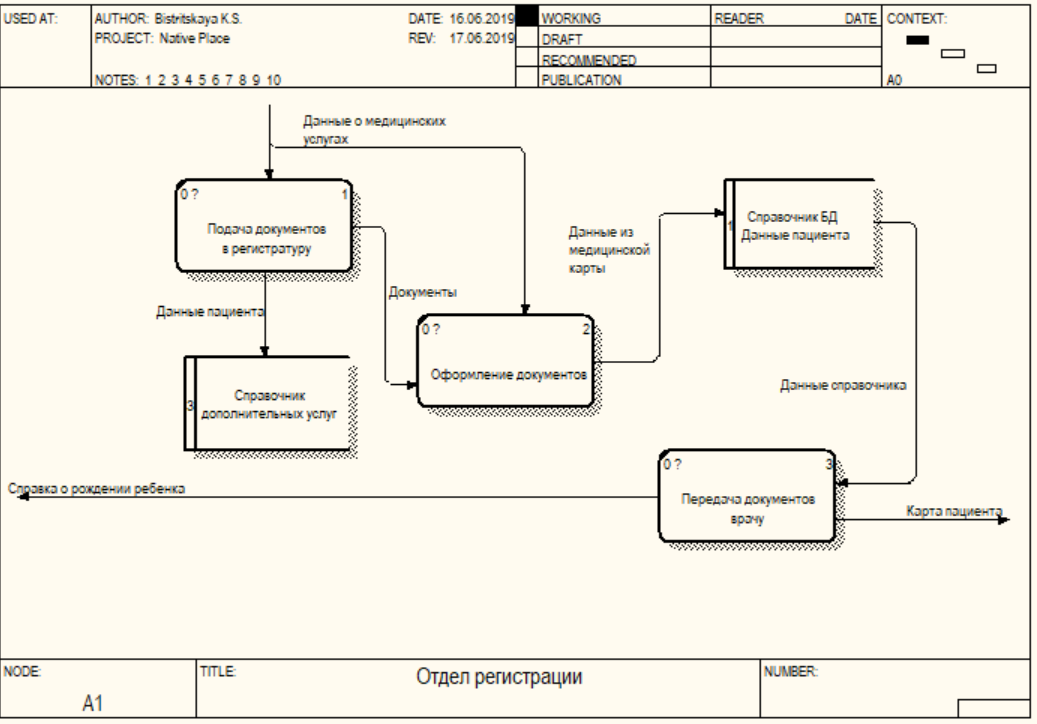 USED AT:
AUTHOR: Bistritskaya K.S.
DATE: 16.06.2019
WORKING
READER
DATE
CONTEXT:
PROJECT: Native Place
REV: 17.06.2019
DRAFT
RECOMMENDED
NOTES: 1 2 3 4 5 6 7 8 9 10
PUBLICATION
A0
Данные о медицинских
услугах
0 ?
1
Подача документов
в регистратуру
1
Справочник БД
Данные пациента
Данные из
медицинской
карты
Документы
Данные пациента
0 ?
2
Оформление документов
3
Справочник
дополнительных услуг
Данные справочника
0 ?
3
Передача документов
врачу
Справка о рождении ребенка
Карта пациента
NODE:
A1
TITLE:
Отдел регистрации
NUMBER: